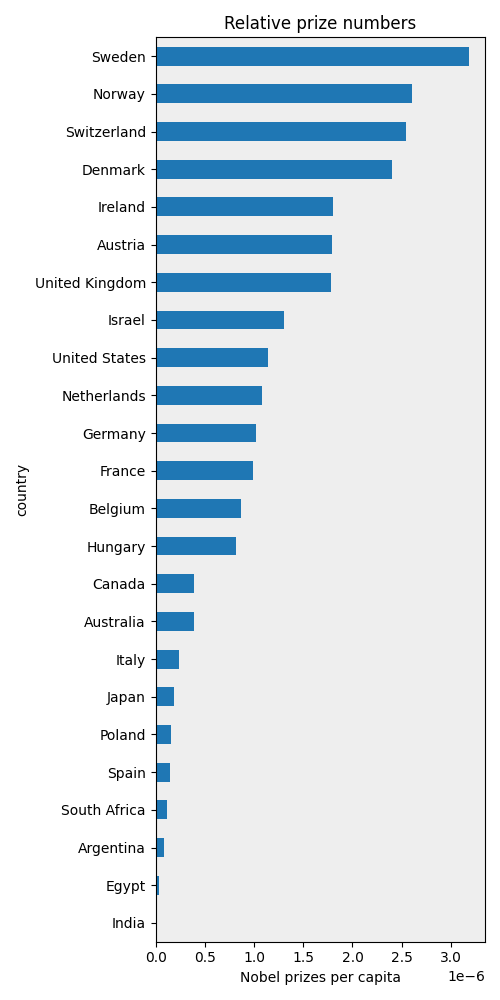 Relative prize numbers
Sweden
Norway
Switzerland
Denmark
Ireland
Austria
United Kingdom
Israel
United States
Netherlands
Germany
France
Belgium
Hungary
Canada
Australia
Italy
Japan
Poland
Spain
South Africa
Argentina
Egypt
India
country
0.0 0.5 1.0 1.5 2.0 2.5 3.0
Nobel prizes per capita
1e−6